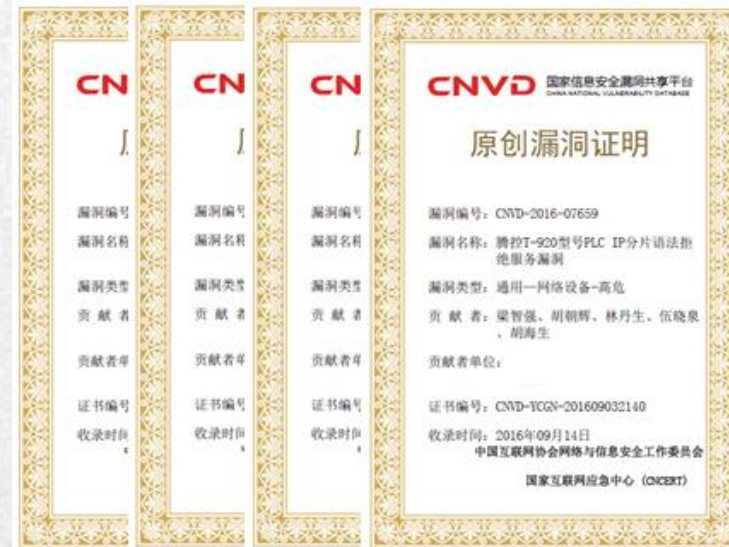 CN
漏洞编号
漏洞名称
漏洞类型
贡 献 者
贡献者单
证书编号
收录时间
CN
漏洞编号
漏洞名称
漏洞类型
贡 献 者
贡献者单
证书编号
收录时间
CN
漏洞编号
漏洞名称
漏洞类型
贡 献 者
贡献者单
证书编号
收录时间
CNVD 国家信息安全漏洞共享平台
CHINA NATIONAL VULNERABILITY DATABASE
原创漏洞证明
漏洞编号：CNVD-2016-07659
漏洞名称：腾控T-920型号PLC IP分片语法拒
绝服务漏洞
漏洞类型：通用—网络设备-高危
贡 献 者：梁智强、胡朝辉、林丹生、伍晓泉
、胡海生
贡献者单位：
证书编号：CNVD-YCGN-201609032140
收录时间：2016年09月14日
中国互联网协会网络与信息安全工作委员会
国家互联网应急中心（CNCERT）